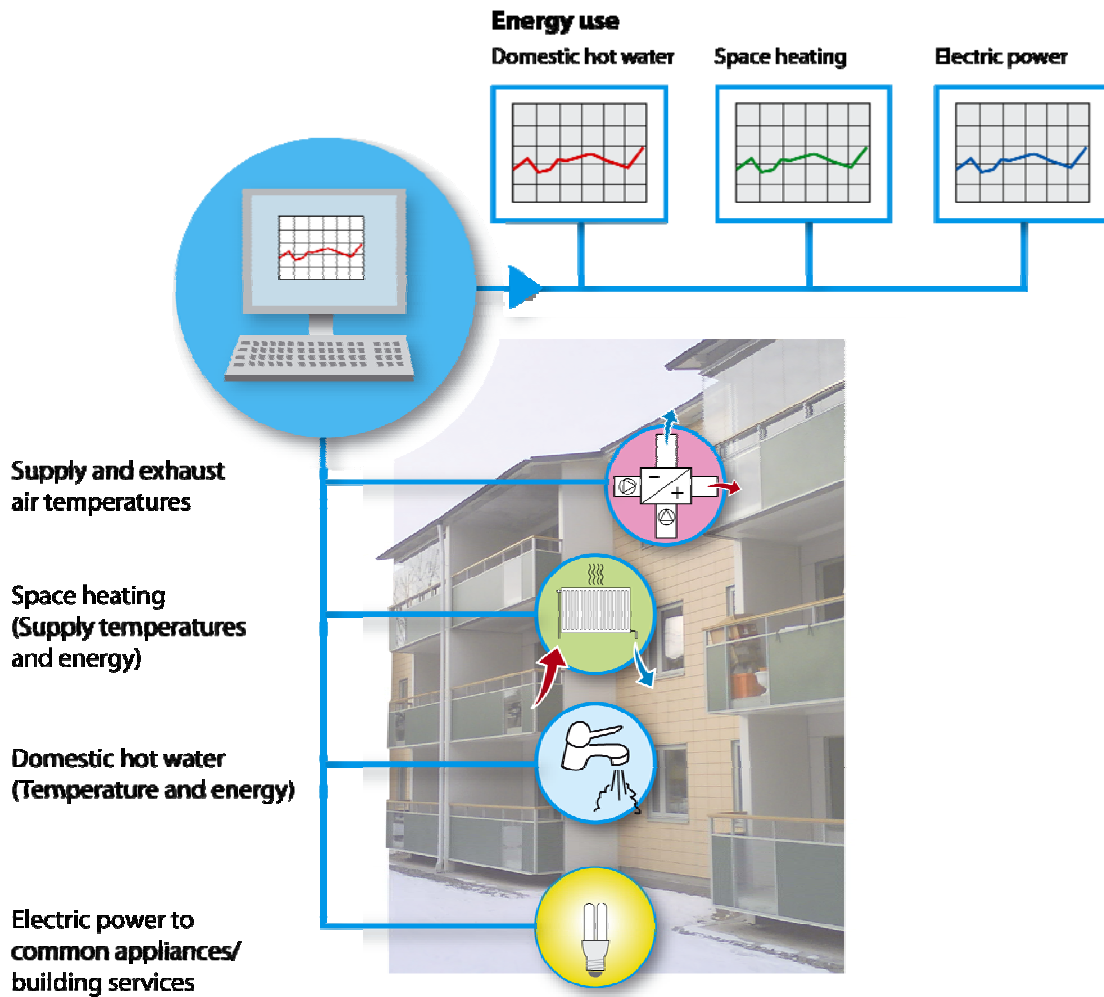 Energy use
Domestic hot water
Space heating
Electric power
Supply and exhaust
air temperatures
Space heating
(Supply temperatures
and energy)
Domestic hot water
(Temperature and energy)
Electric power to
common appliances/
building services